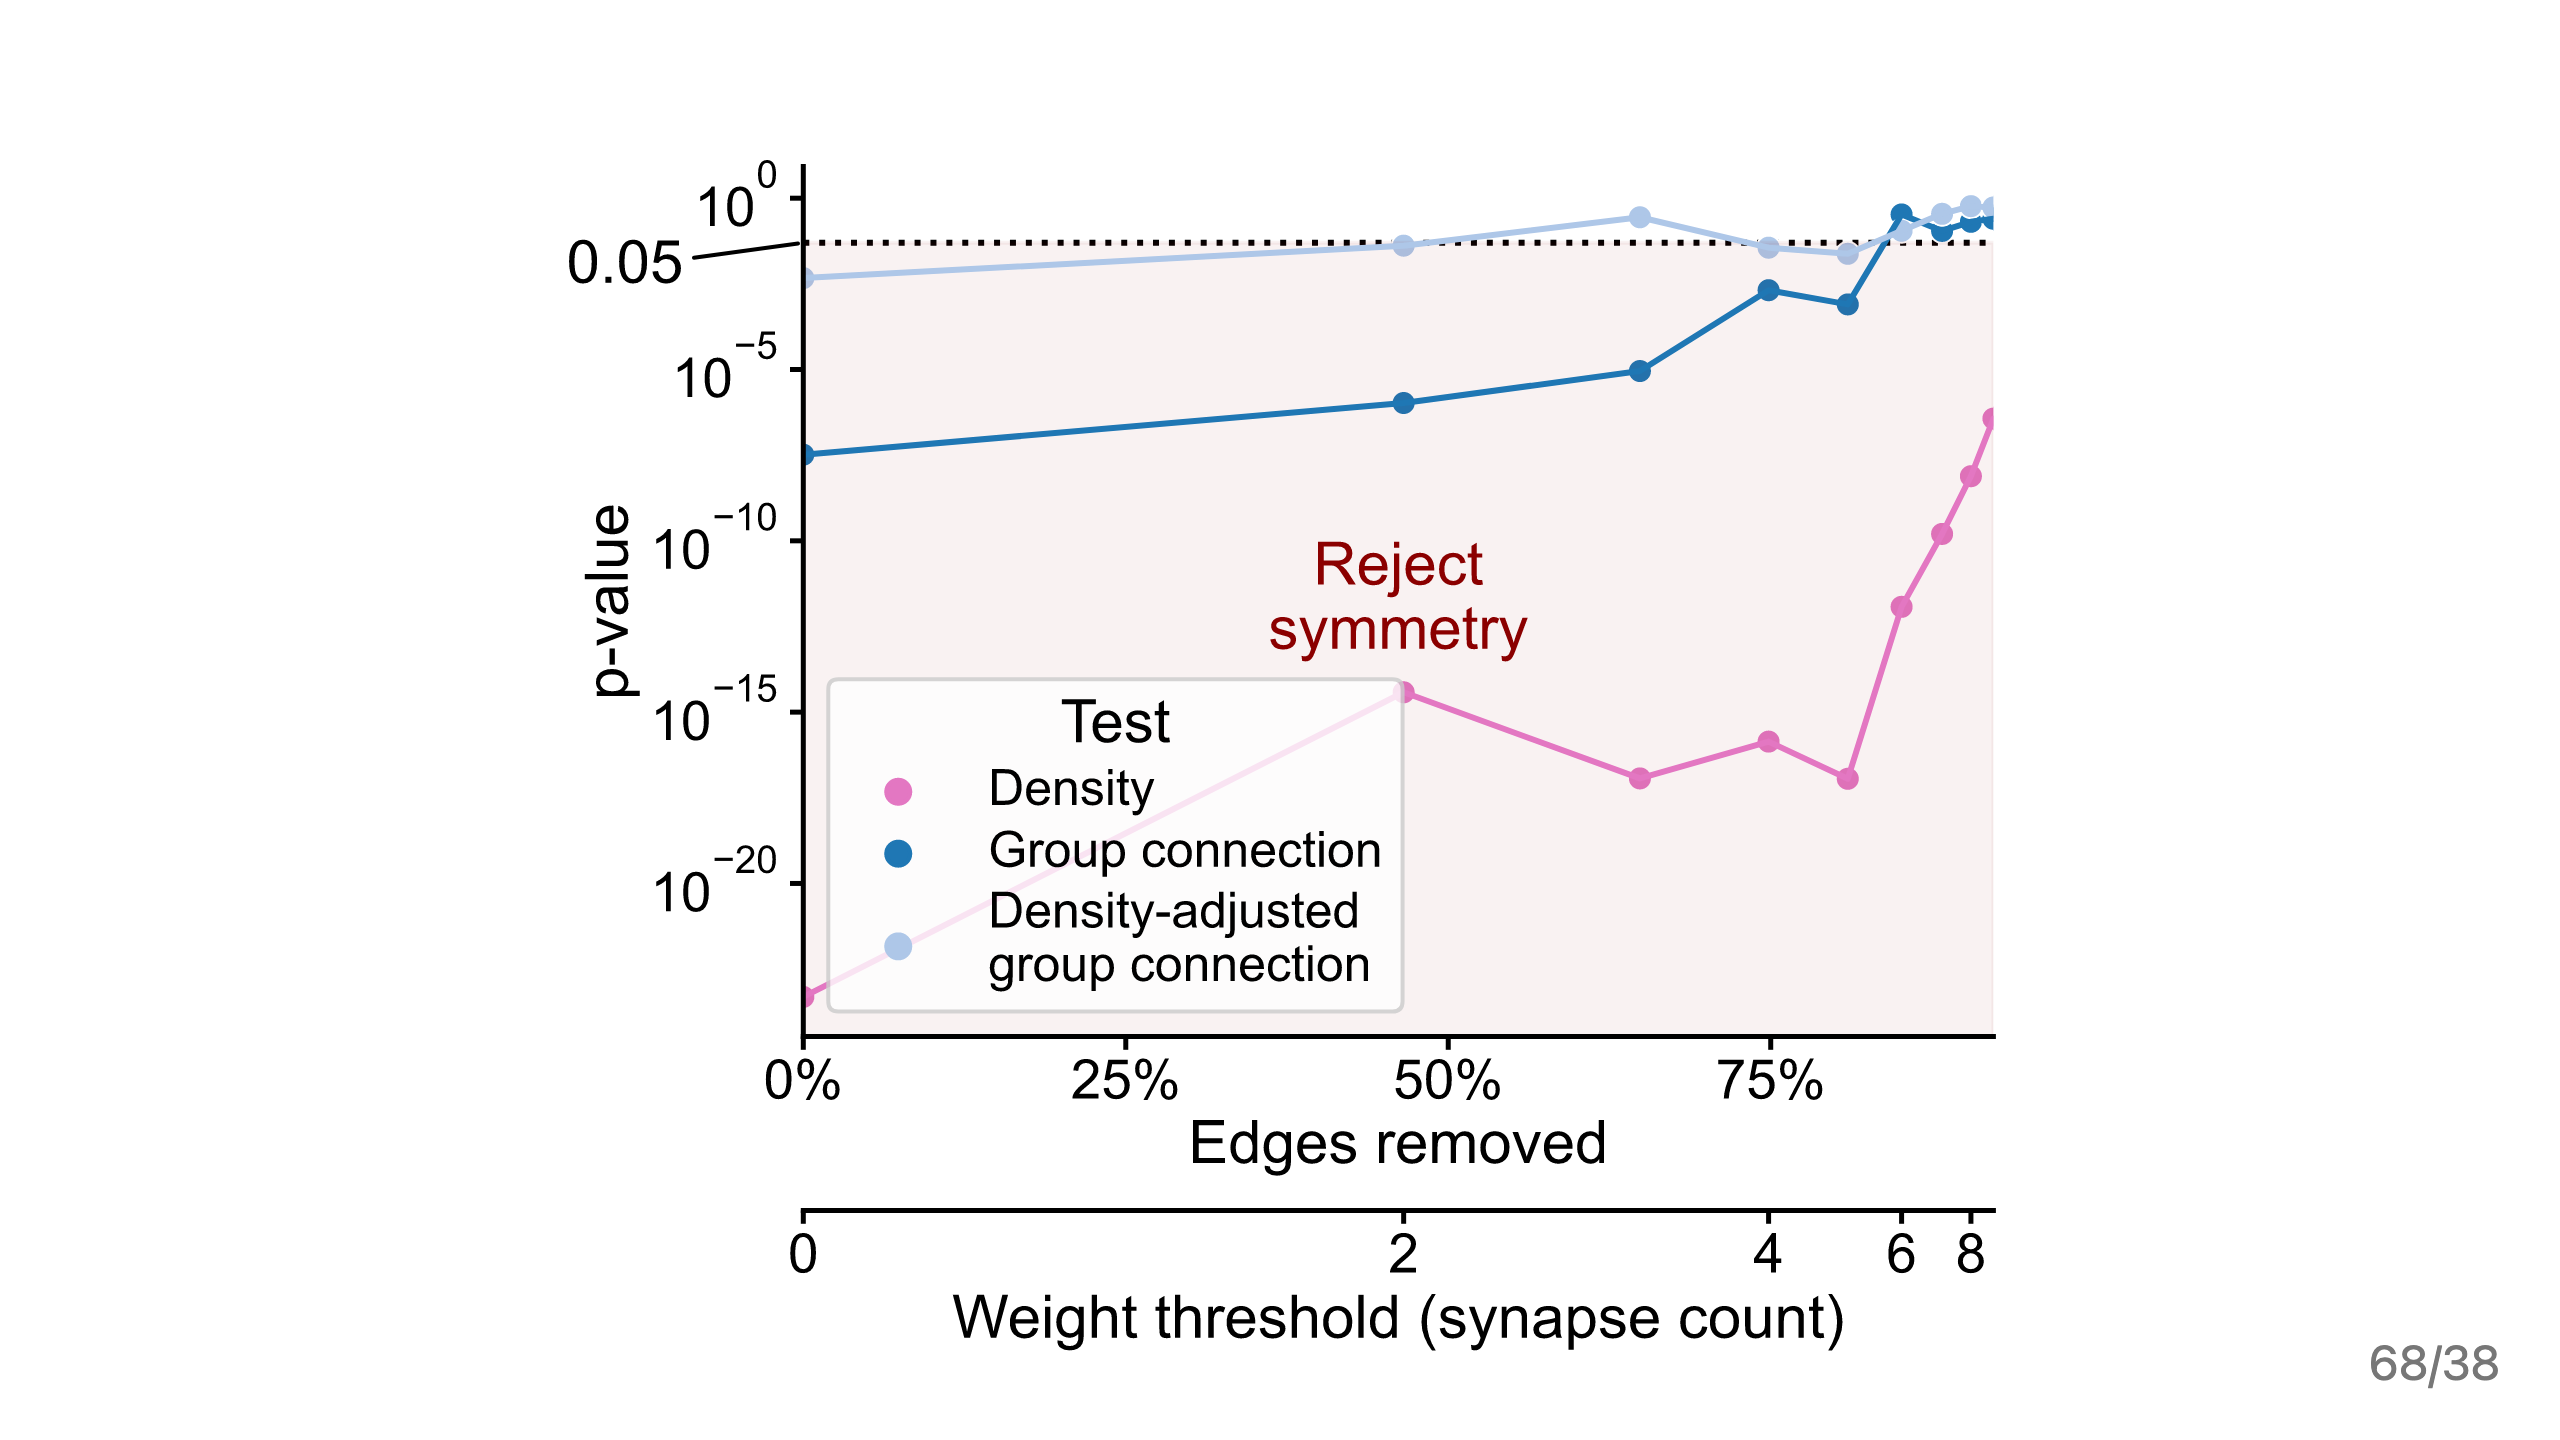 10^0
0.05
10^−5
10^−10
10^−15
10^−20
p-value
Reject
symmetry
Test
Density
Group connection
Density-adjusted
group connection
0% 25% 50% 75%
Edges removed
0 2 4 6 8
Weight threshold (synapse count)
68/38